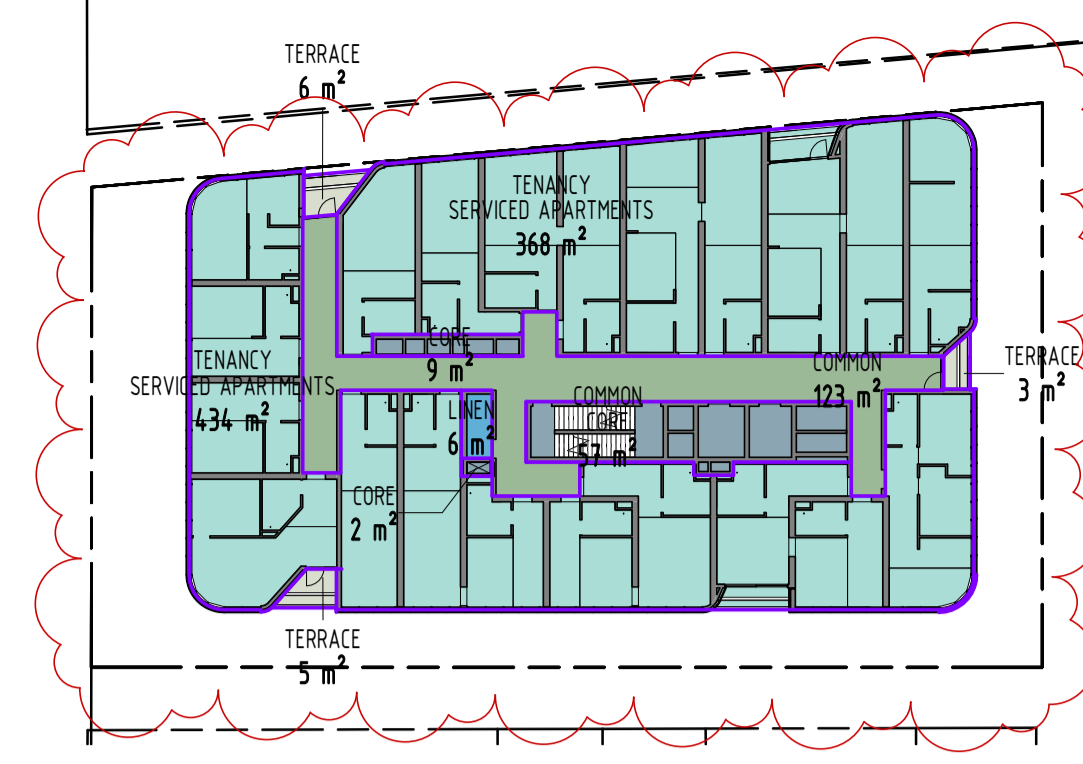 TERRACE
6 m²
TENANCY
SERVICED APARTMENTS
368 m²
CORE
9 m²
TENANCY
SERVICED APARTMENTS
434 m²
COMMON
123 m²
TERRACE
3 m²
LINEN
6 m²
COMMON
CORE
57 m²
CORE
2 m²
TERRACE
5 m²